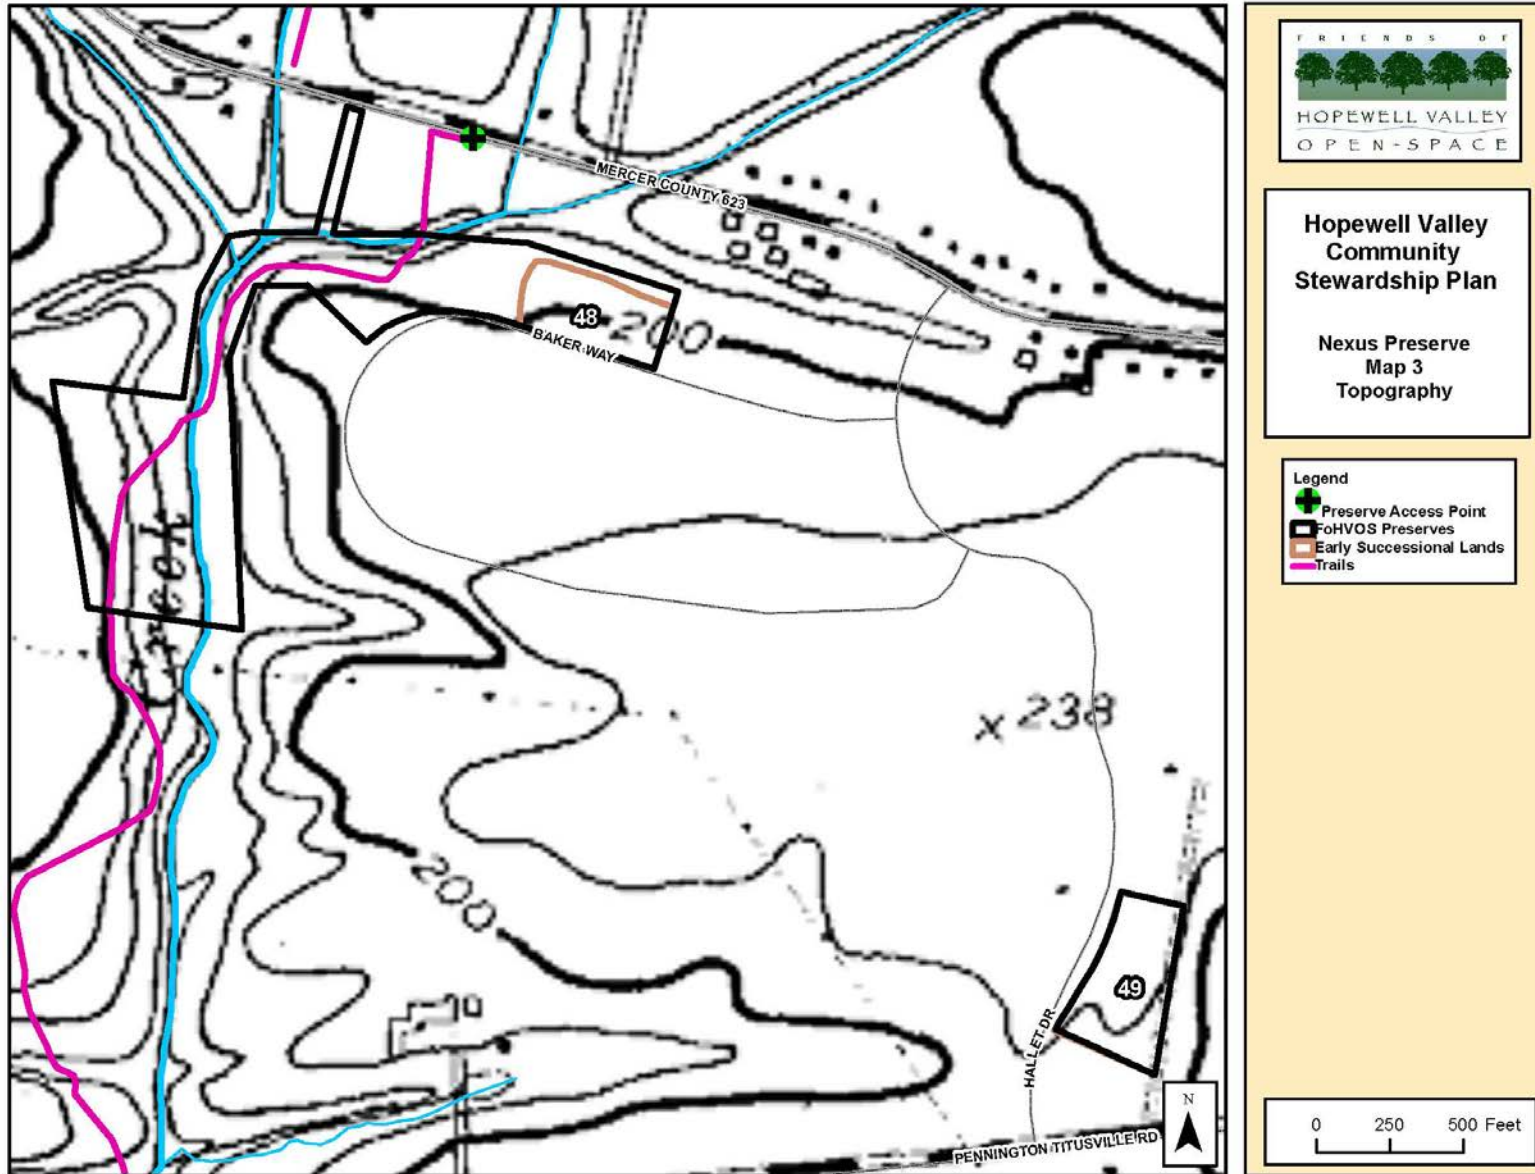 MERCER COUNTY 623
48
200
BAKER WAY
reek
x 238
200
49
HALLET DR
PENNINGTON TITUSVILLE RD
N
FRIENDS OF
HOPEWELL VALLEY
OPEN-SPACE
Hopewell Valley
Community
Stewardship Plan
Nexus Preserve
Map 3
Topography
Legend
Preserve Access Point
FoHVOS Preserves
Early Successional Lands
Trails
0 250 500 Feet